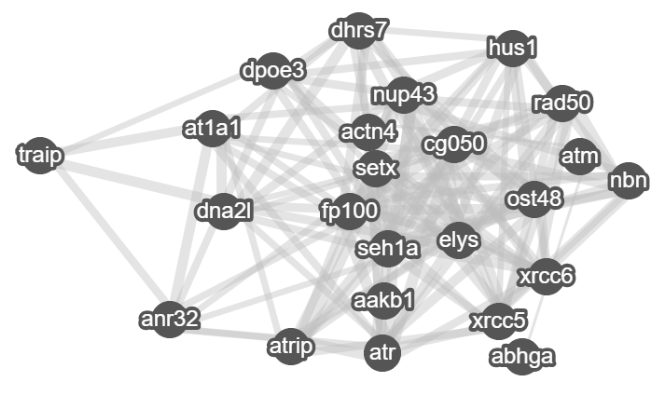 dhrs7
hus1
dpoe3
nup43
rad50
at1a1
actn4
cg050
traip
setx
atm
nbn
dna2l
fp100
ost48
seh1a
elys
xrcc6
aakb1
anr32
xrcc5
atrip
atr
abhga